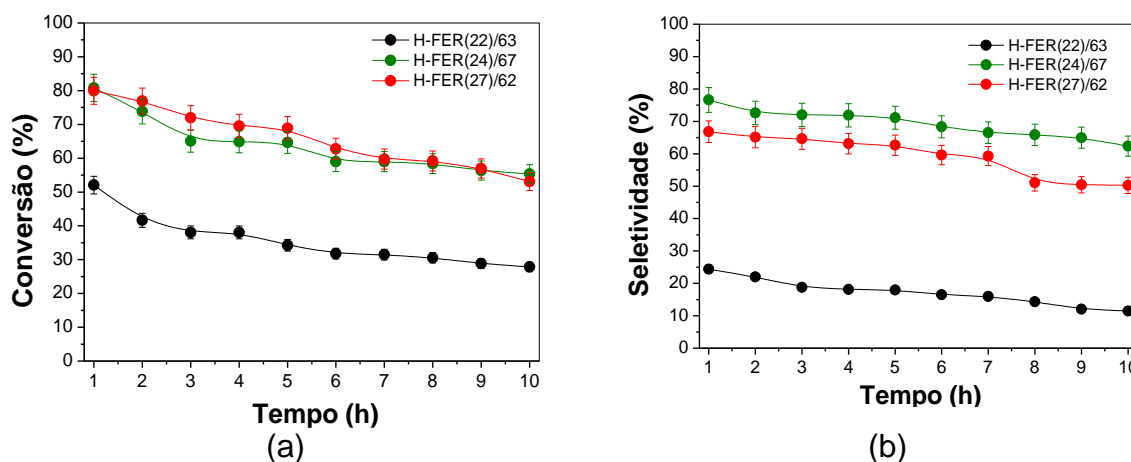 Conversão (%)
100
90
80
70
60
50
40
30
20
10
0
H-FER(22)/63
H-FER(24)/67
H-FER(27)/62
1 2 3 4 5 6 7 8 9 10
Tempo (h)
(a)
Seletividade (%)
100
90
80
70
60
50
40
30
20
10
0
H-FER(22)/63
H-FER(24)/67
H-FER(27)/62
1 2 3 4 5 6 7 8 9 10
Tempo (h)
(b)